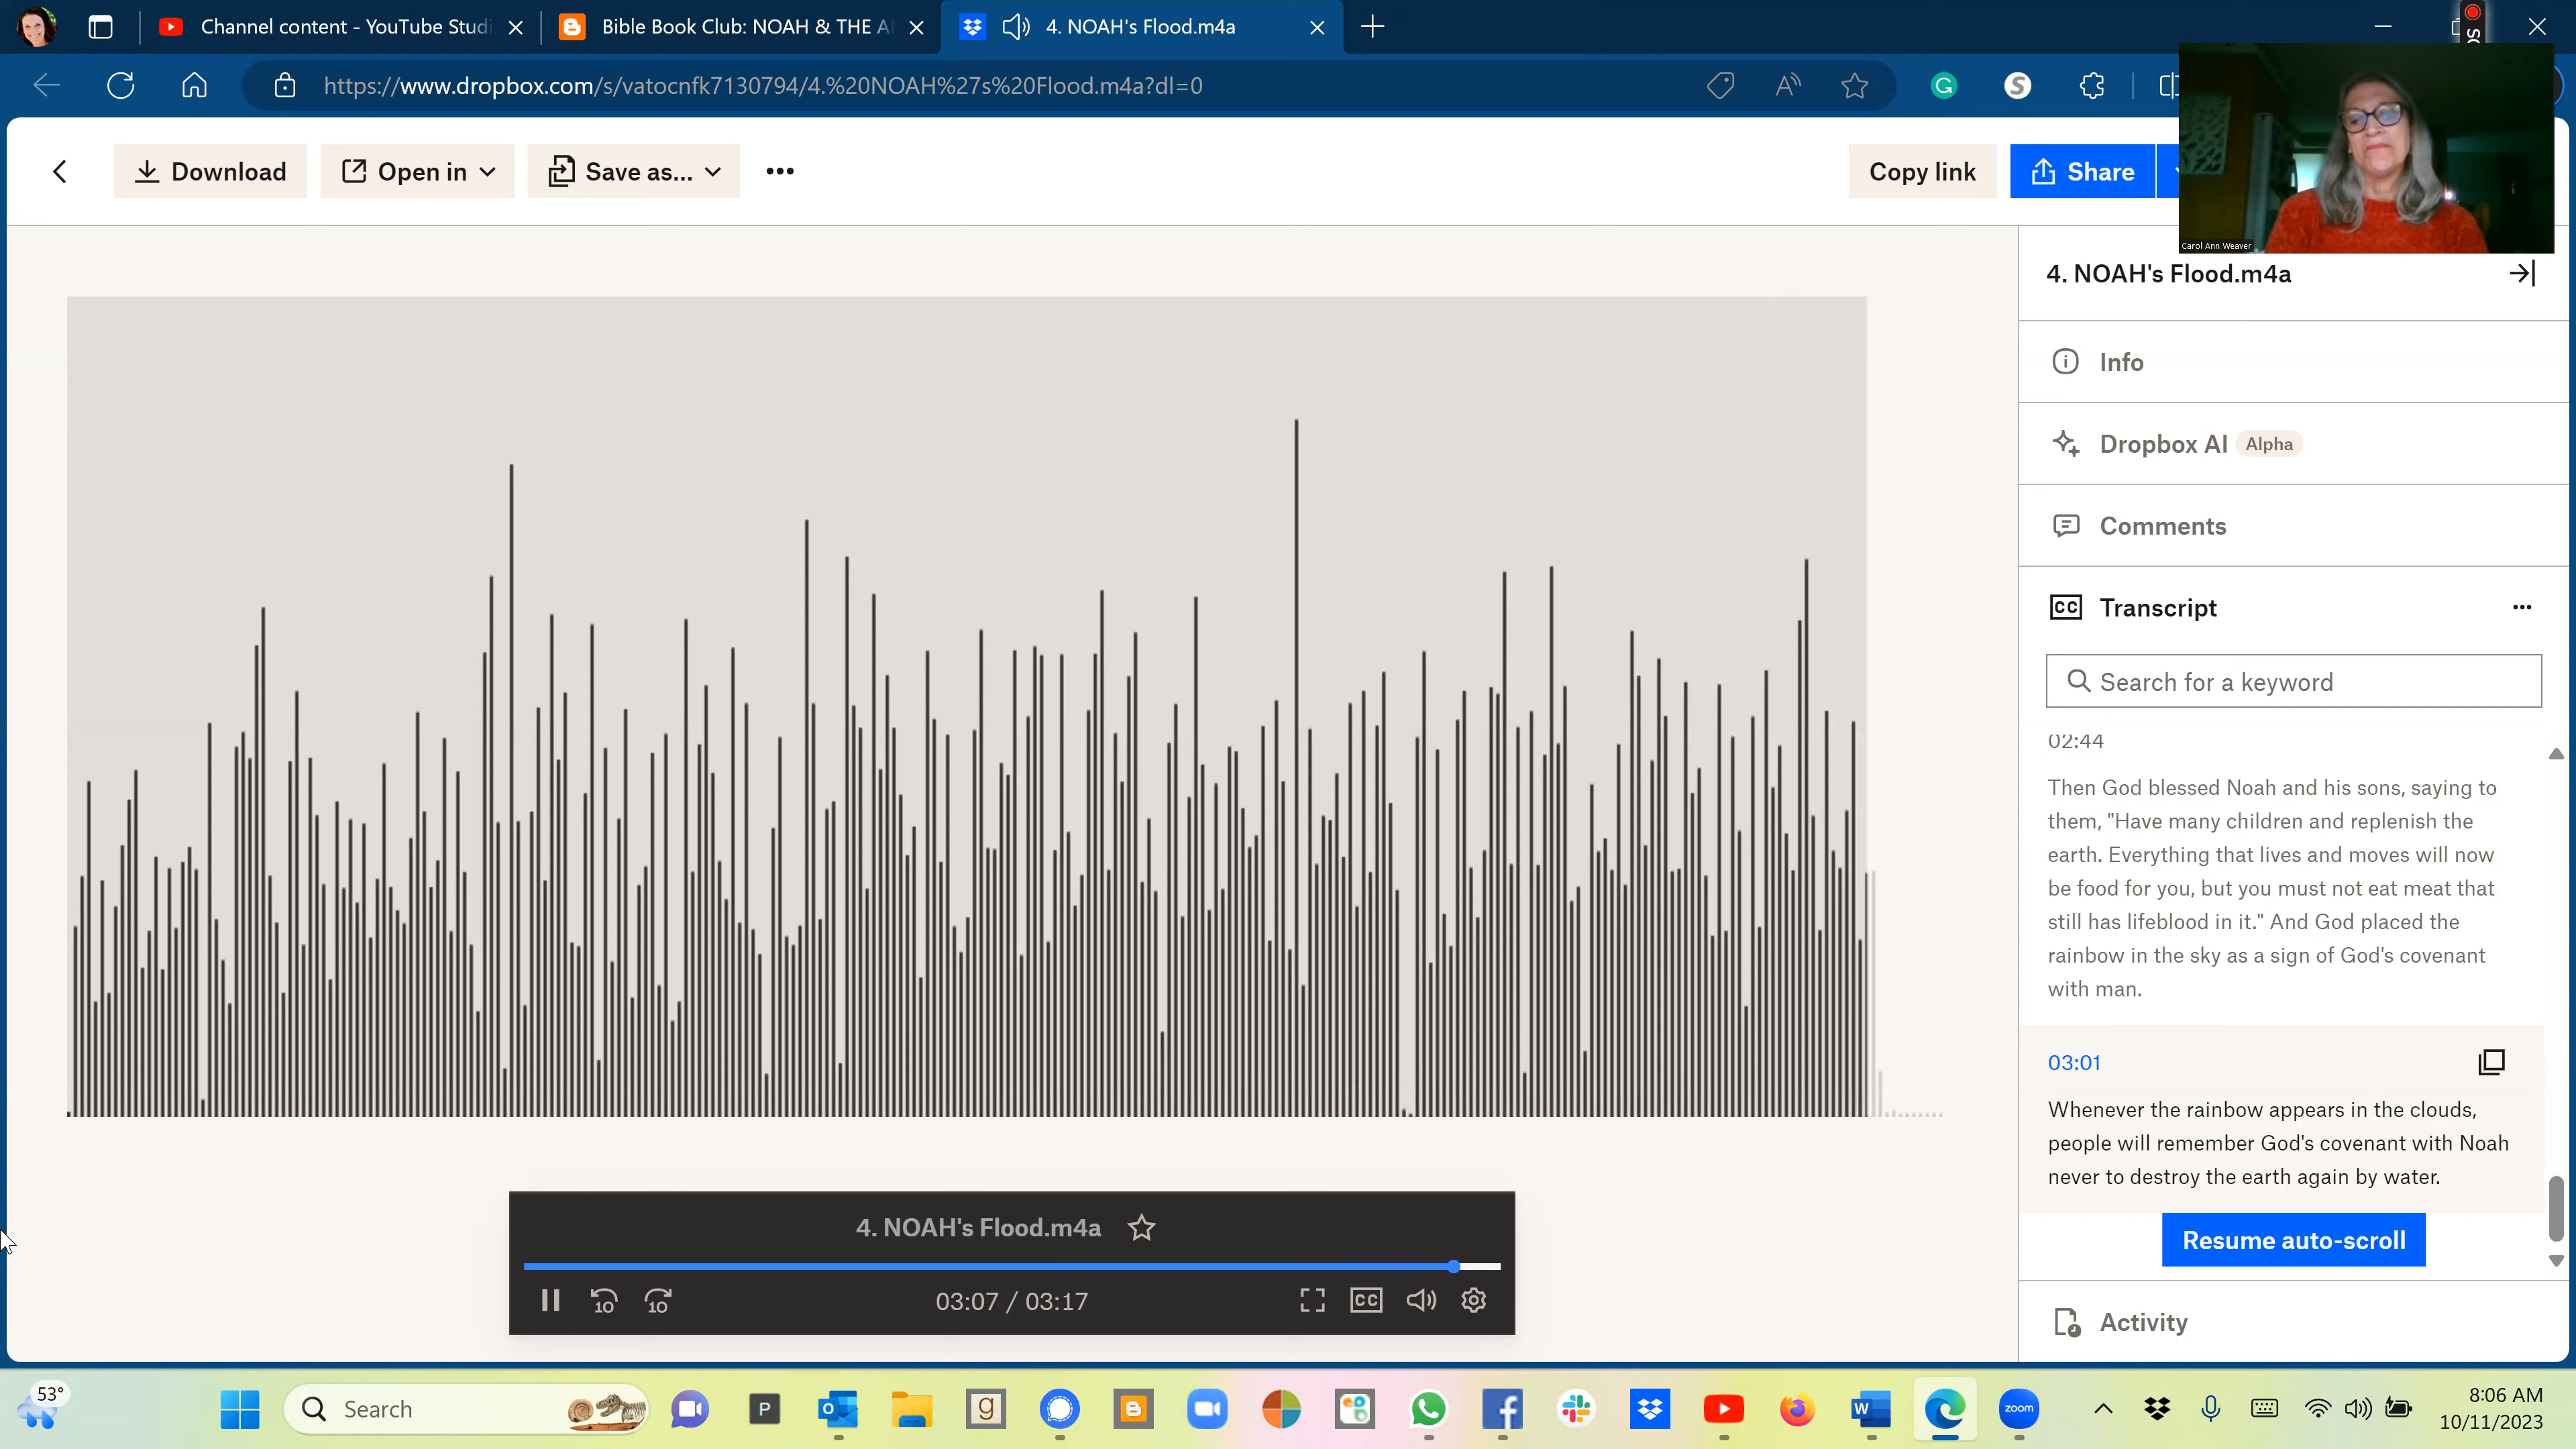 Channel content - YouTube Studi
Bible Book Club: NOAH & THE A
4. NOAH's Flood.m4a
https://www.dropbox.com/s/vatocnfk7130794/4.%20NOAH%27s%20Flood.m4a?dl=0
Download
Open in
Save as...
Copy link
Share
Carol Ann Weaver
4. NOAH's Flood.m4a
Info
Dropbox AI Alpha
Comments
CC Transcript
Search for a keyword
02:44
Then God blessed Noah and his sons, saying to
them, "Have many children and replenish the
earth. Everything that lives and moves will now
be food for you, but you must not eat meat that
still has lifeblood in it." And God placed the
rainbow in the sky as a sign of God's covenant
with man.
03:01
Whenever the rainbow appears in the clouds,
people will remember God's covenant with Noah
never to destroy the earth again by water.
Resume auto-scroll
Activity
4. NOAH's Flood.m4a
10 10 03:07 / 03:17 CC
53°
Search
P
g
zoom
8:06 AM
10/11/2023